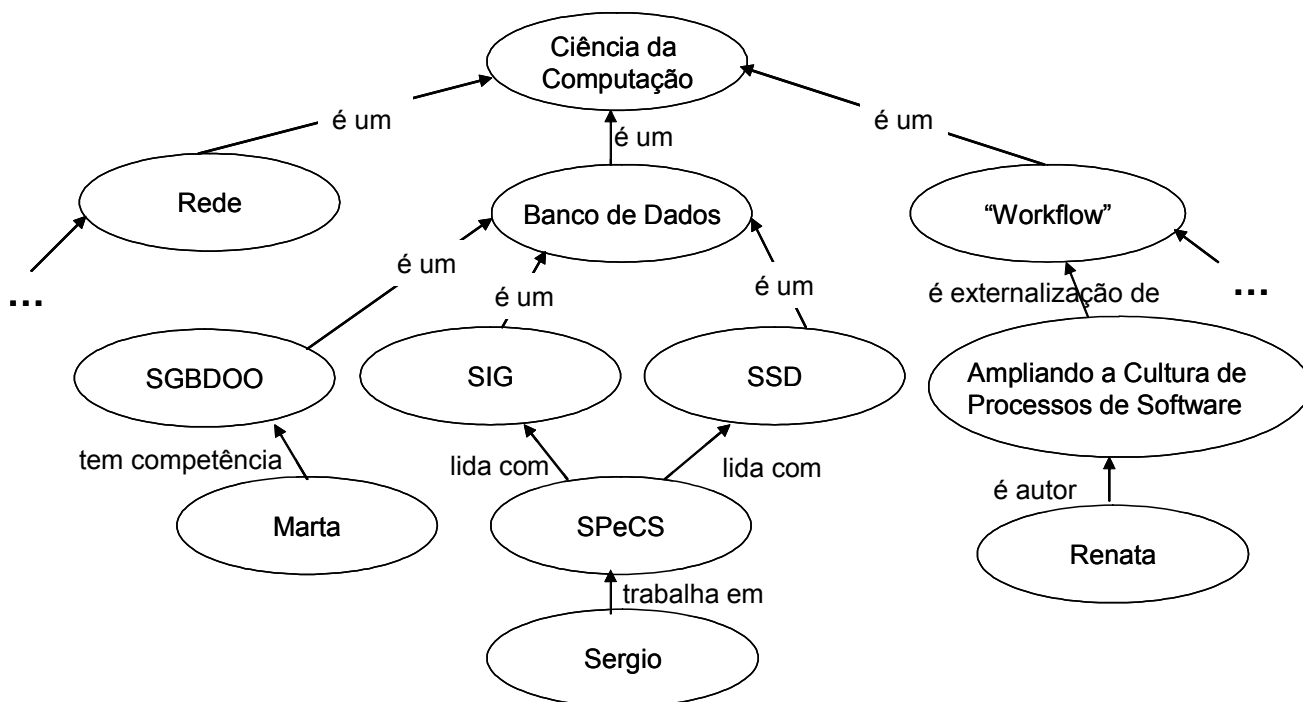 Ciência da
Computação
é um
é um
é um
Rede
Banco de Dados
“Workflow”
é um
é um
é um
...
é externalização de
...
SGBDOO
SIG
SSD
Ampliando a Cultura de
Processos de Software
tem competência
lida com
lida com
é autor
Marta
SPeCS
Renata
trabalha em
Sergio